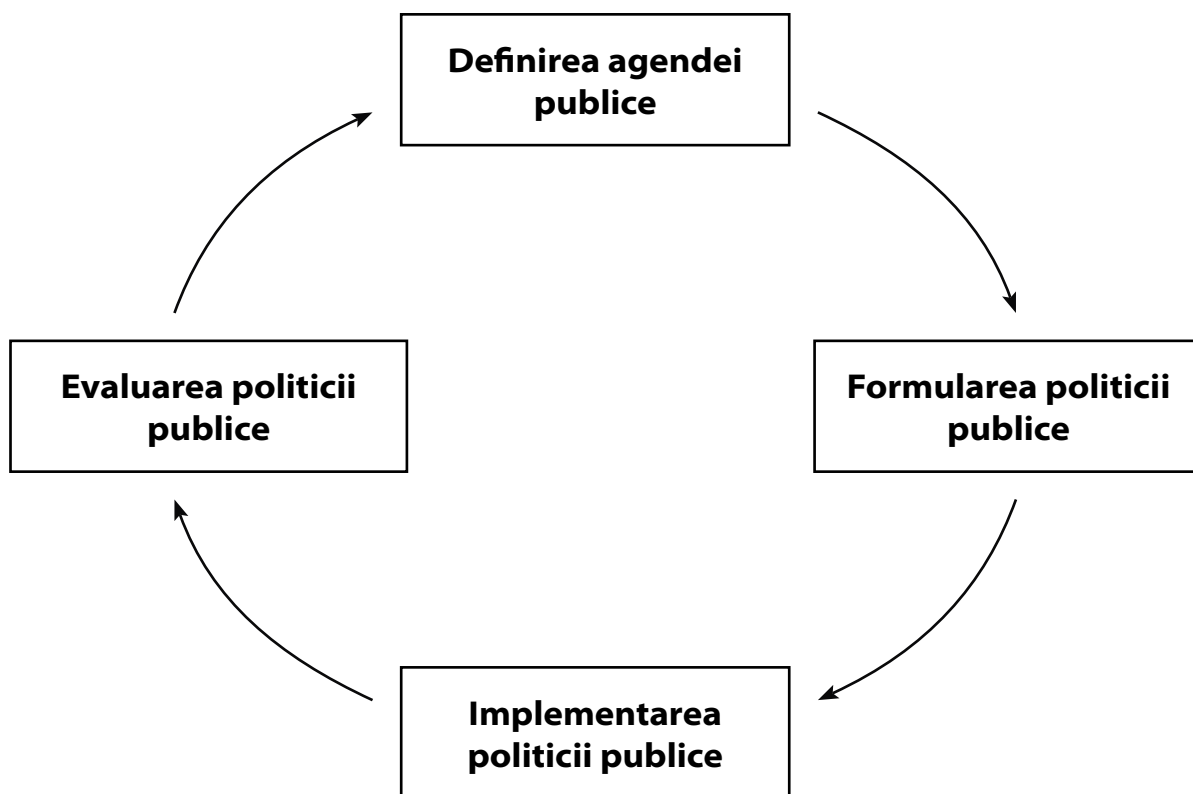 Definirea agendei
publice
Evaluarea politicii
publice
Formularea politicii
publice
Implementarea
politicii publice